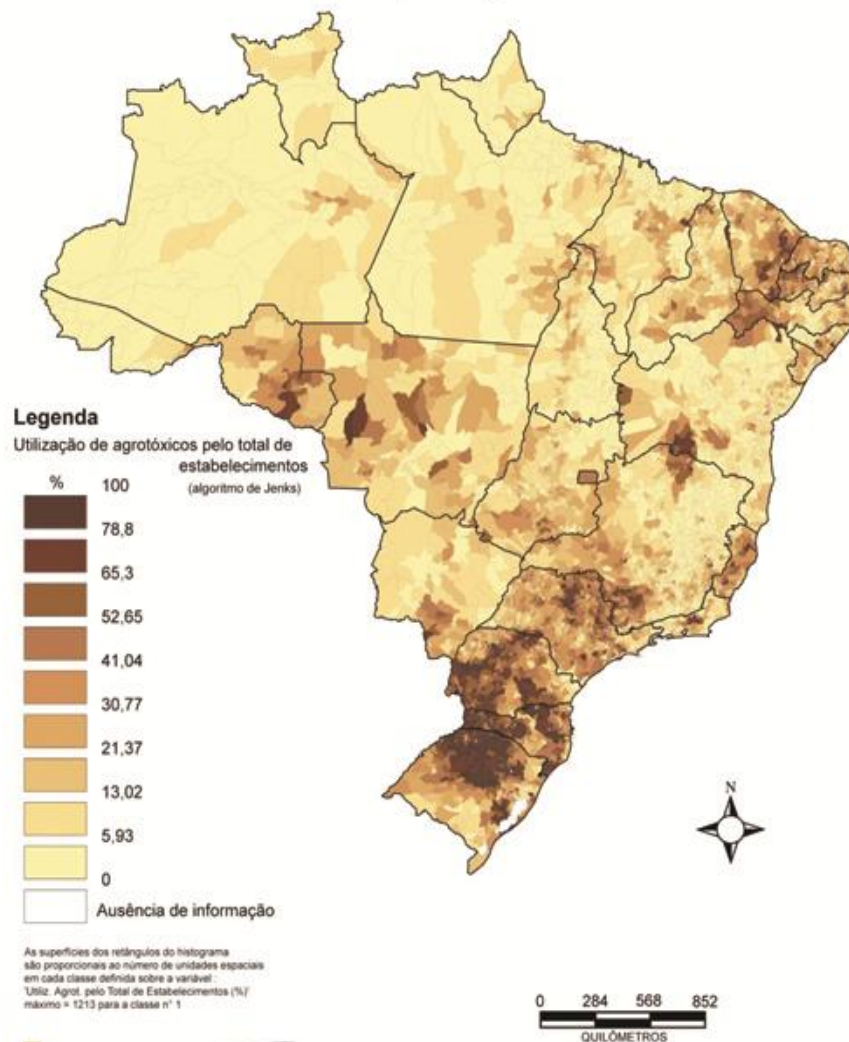 Legenda
Utilização de agrotóxicos pelo total de
estabelecimentos
(algoritmo de Jenks)
% 100
78,8
65,3
52,65
41,04
30,77
21,37
13,02
5,93
0
Ausência de informação
As superfícies dos retângulos do histograma
são proporcionais ao número de unidades espaciais
em cada classe definida sobre a variável :
'Utiliz. Agrot. pelo Total de Estabelecimentos (%)'
máximo = 1213 para a classe n° 1
N
0 284 568 852
QUILÔMETROS